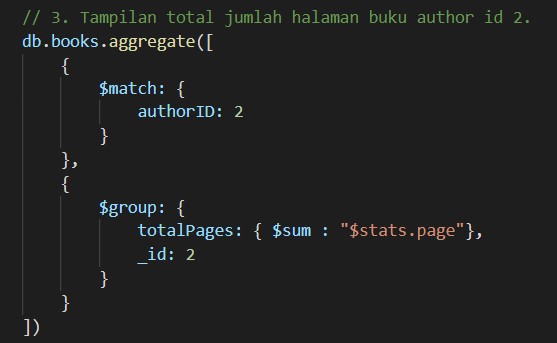 // 3. Tampilan total jumlah halaman buku author id 2.
db.books.aggregate([
    {
        $match: {
            authorID: 2
        }
    },
    {
        $group: {
            totalPages: { $sum : "$stats.page"},
            _id: 2
        }
    }
])